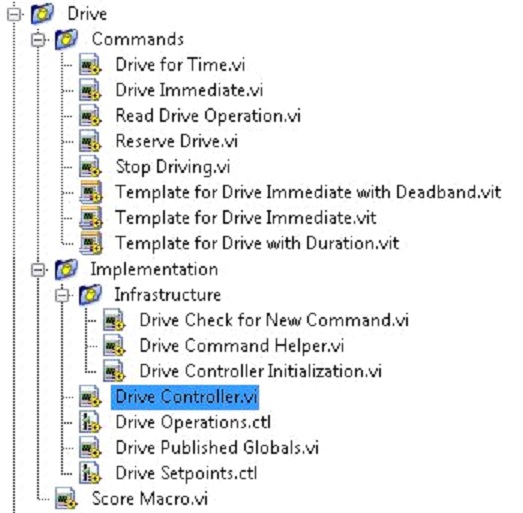 Drive
Commands
Drive for Time.vi
Drive Immediate.vi
Read Drive Operation.vi
Reserve Drive.vi
Stop Driving.vi
Template for Drive Immediate with Deadband.vit
Template for Drive Immediate.vit
Template for Drive with Duration.vit
Implementation
Infrastructure
Drive Check for New Command.vi
Drive Command Helper.vi
Drive Controller Initialization.vi
Drive Controller.vi
Drive Operations.ctl
Drive Published Globals.vi
Drive Setpoints.ctl
Score Macro.vi